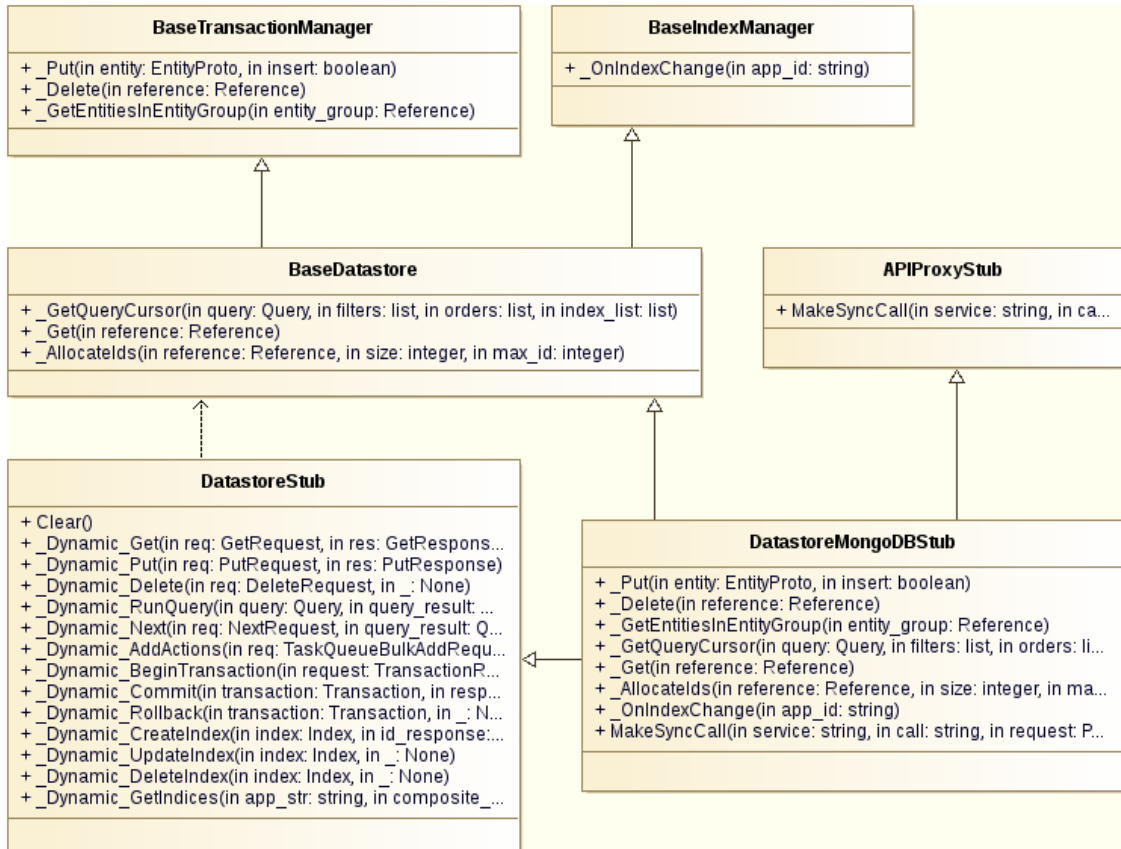 BaseTransactionManager
+ _Put(in entity: EntityProto, in insert: boolean)
+ _Delete(in reference: Reference)
+ _GetEntitiesInEntityGroup(in entity_group: Reference)
BaseIndexManager
+ _OnIndexChange(in app_id: string)
BaseDatastore
+ _GetQueryCursor(in query: Query, in filters: list, in orders: list, in index_list: list)
+ _Get(in reference: Reference)
+ _AllocateIds(in reference: Reference, in size: integer, in max_id: integer)
APIProxyStub
+ MakeSyncCall(in service: string, in ca...
DatastoreStub
+ Clear()
+ _Dynamic_Get(in req: GetRequest, in res: GetRespons...
+ _Dynamic_Put(in req: PutRequest, in res: PutResponse)
+ _Dynamic_Delete(in req: DeleteRequest, in _: None)
+ _Dynamic_RunQuery(in query: Query, in query_result: ...
+ _Dynamic_Next(in req: NextRequest, in query_result: Q...
+ _Dynamic_AddActions(in req: TaskQueueBulkAddRequ...
+ _Dynamic_BeginTransaction(in request: TransactionR...
+ _Dynamic_Commit(in transaction: Transaction, in resp...
+ _Dynamic_Rollback(in transaction: Transaction, in _: N...
+ _Dynamic_CreateIndex(in index: Index, in id_response:...
+ _Dynamic_UpdateIndex(in index: Index, in _: None)
+ _Dynamic_DeleteIndex(in index: Index, in _: None)
+ _Dynamic_GetIndices(in app_str: string, in composite_...
DatastoreMongoDBStub
+ _Put(in entity: EntityProto, in insert: boolean)
+ _Delete(in reference: Reference)
+ _GetEntitiesInEntityGroup(in entity_group: Reference)
+ _GetQueryCursor(in query: Query, in filters: list, in orders: li...
+ _Get(in reference: Reference)
+ _AllocateIds(in reference: Reference, in size: integer, in ma...
+ _OnIndexChange(in app_id: string)
+ MakeSyncCall(in service: string, in call: string, in request: P...